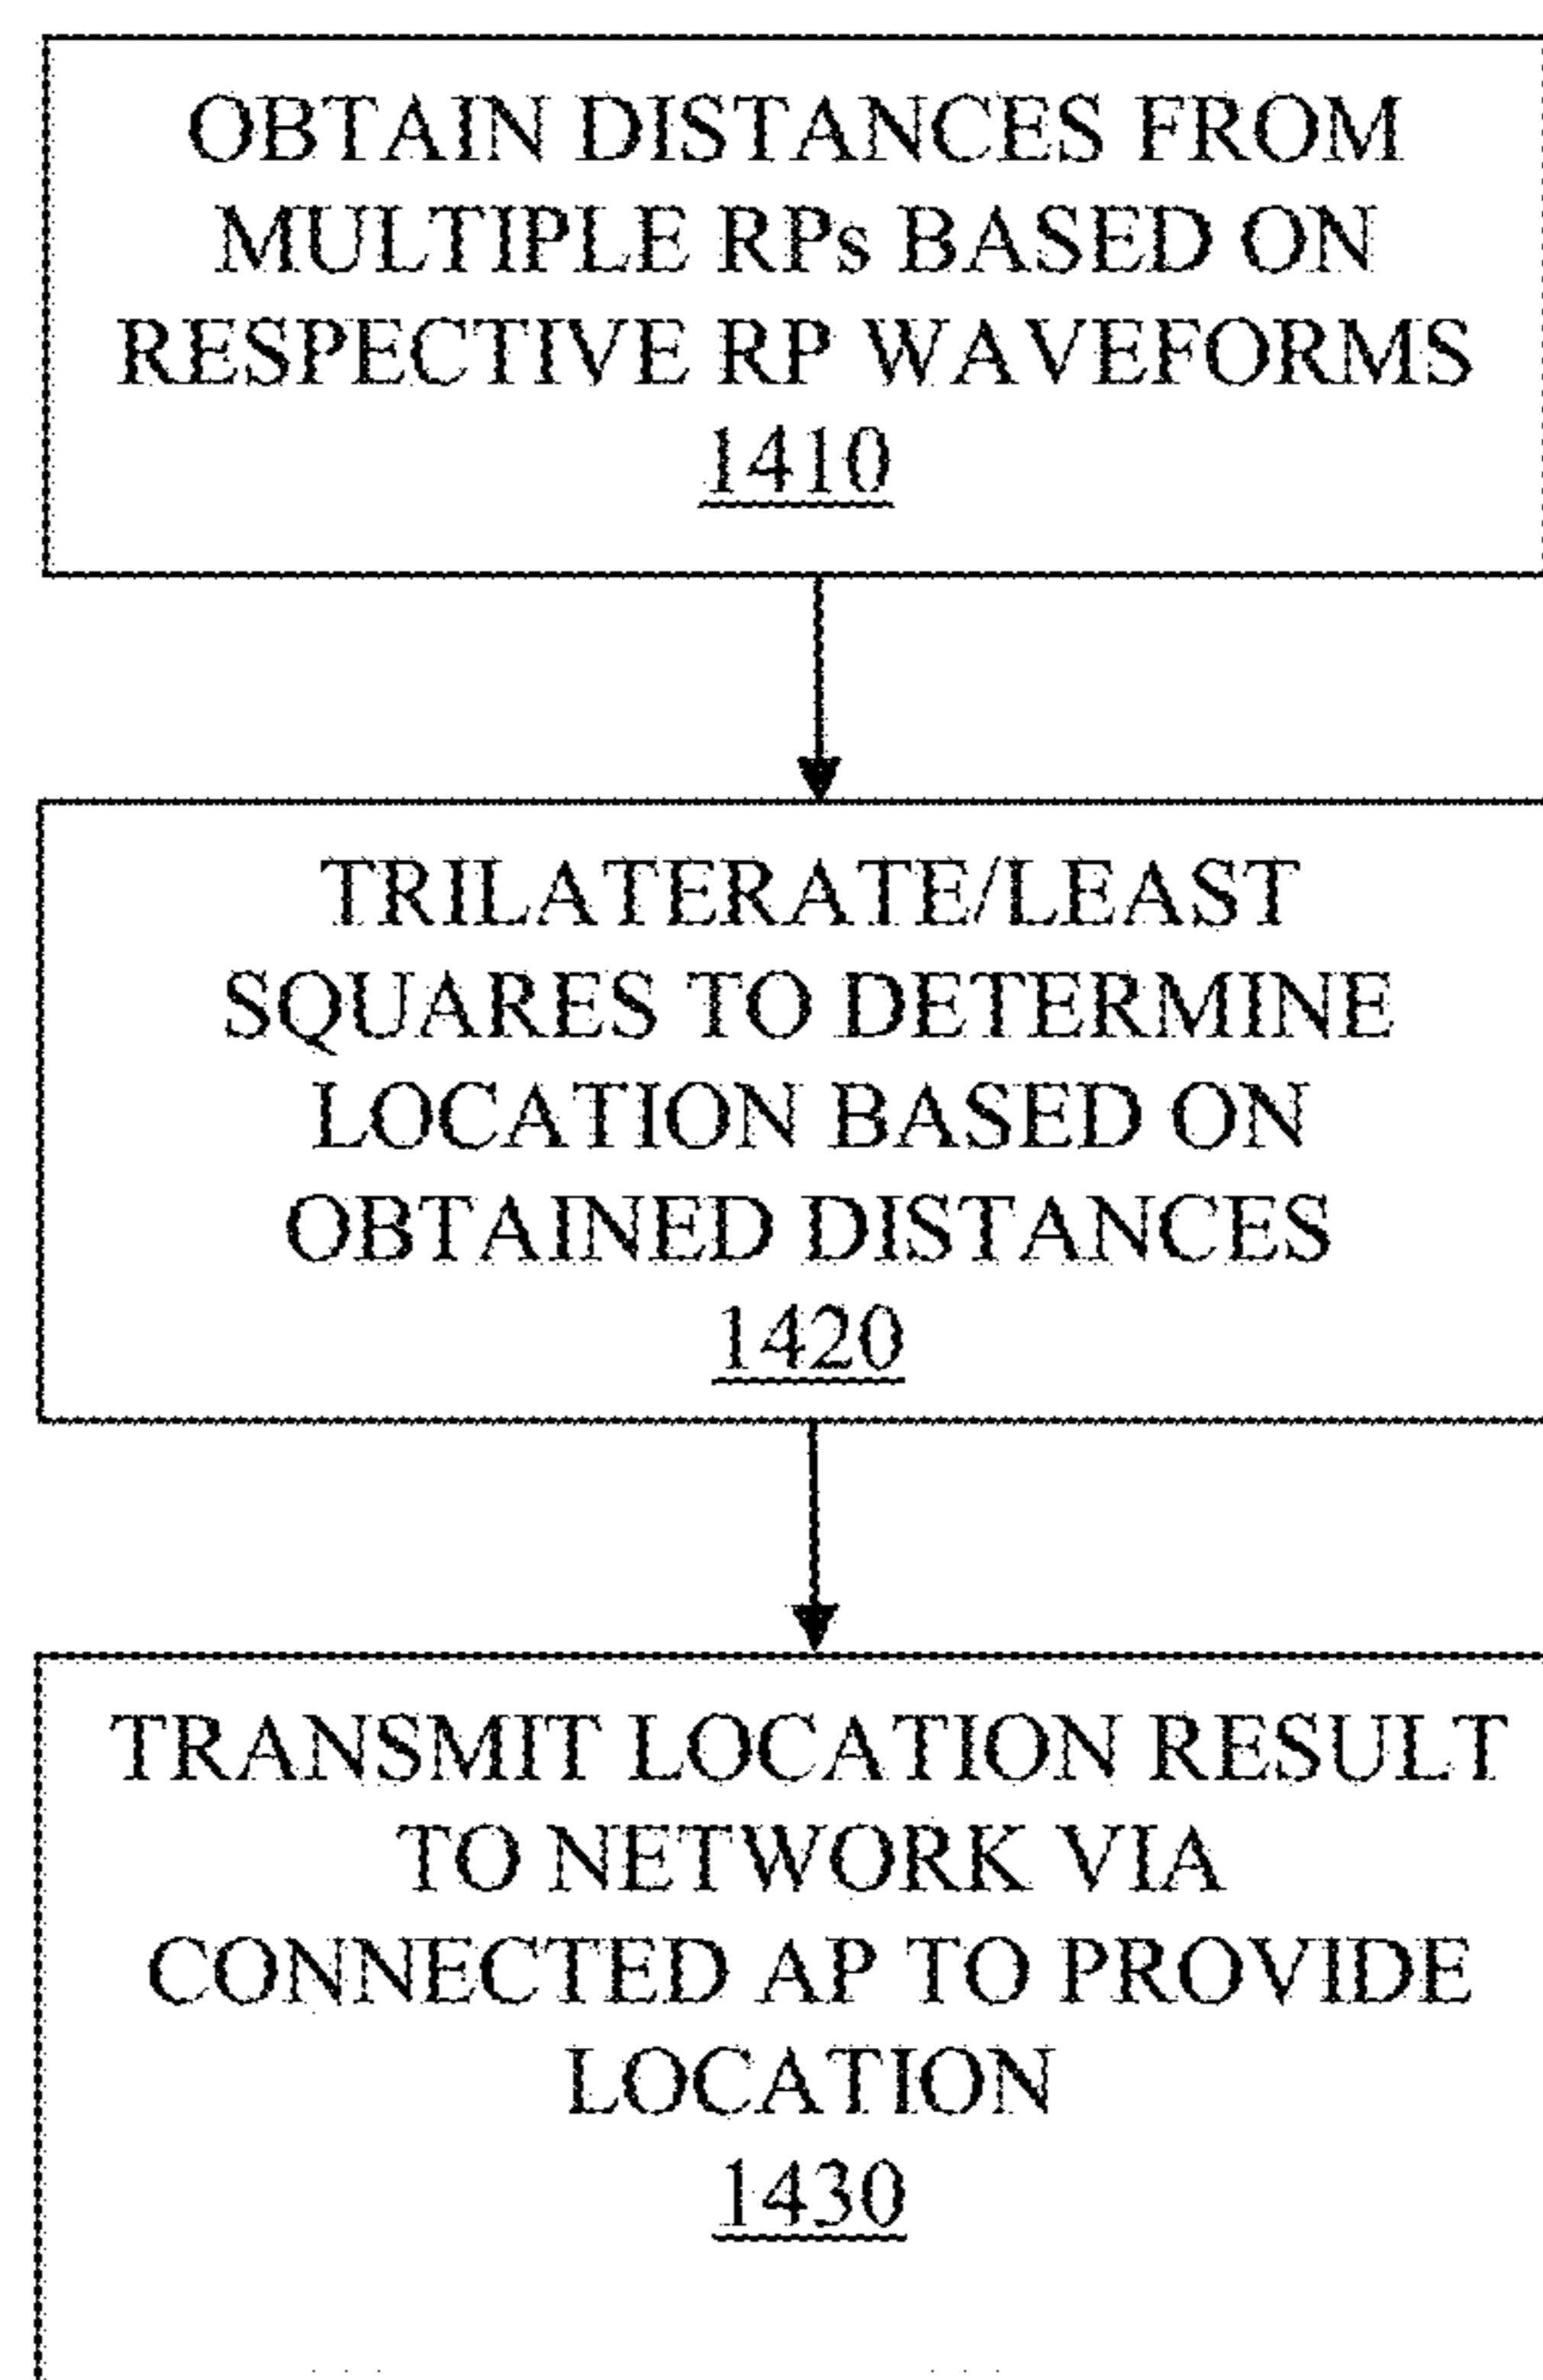 OBTAIN DISTANCES FROM
MULTIPLE RPs BASED ON
RESPECTIVE RP WAVEFORMS
1410
TRILATERATE/LEAST
SQUARES TO DETERMINE
LOCATION BASED ON
OBTAINED DISTANCES
1420
TRANSMIT LOCATION RESULT
TO NETWORK VIA
CONNECTED AP TO PROVIDE
LOCATION
1430